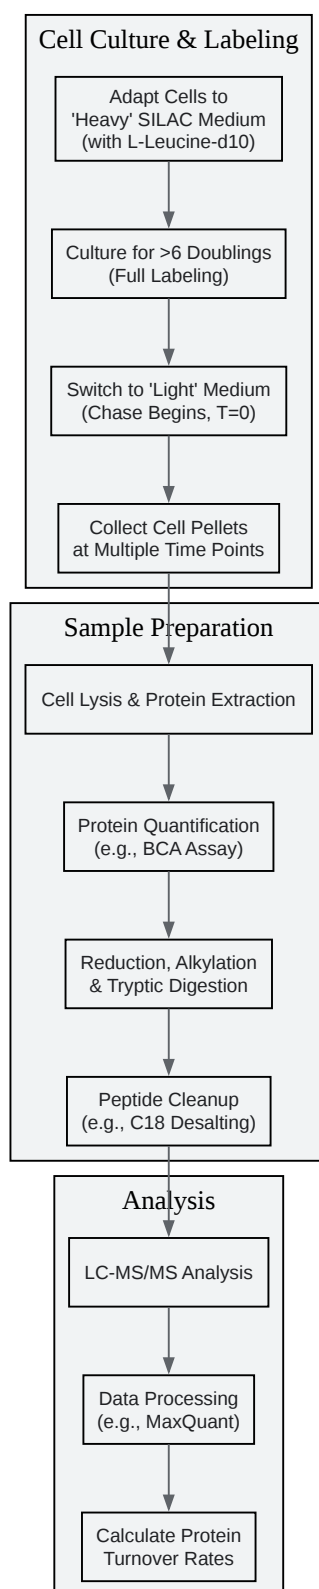 Cell Culture & Labeling
Adapt Cells to
'Heavy' SILAC Medium
(with L-Leucine-d10)
Culture for >6 Doublings
(Full Labeling)
Switch to 'Light' Medium
(Chase Begins, T=0)
Collect Cell Pellets
at Multiple Time Points
Sample Preparation
Cell Lysis & Protein Extraction
Protein Quantification
(e.g., BCA Assay)
Reduction, Alkylation
& Tryptic Digestion
Peptide Cleanup
(e.g., C18 Desalting)
Analysis
LC-MS/MS Analysis
Data Processing
(e.g., MaxQuant)
Calculate Protein
Turnover Rates